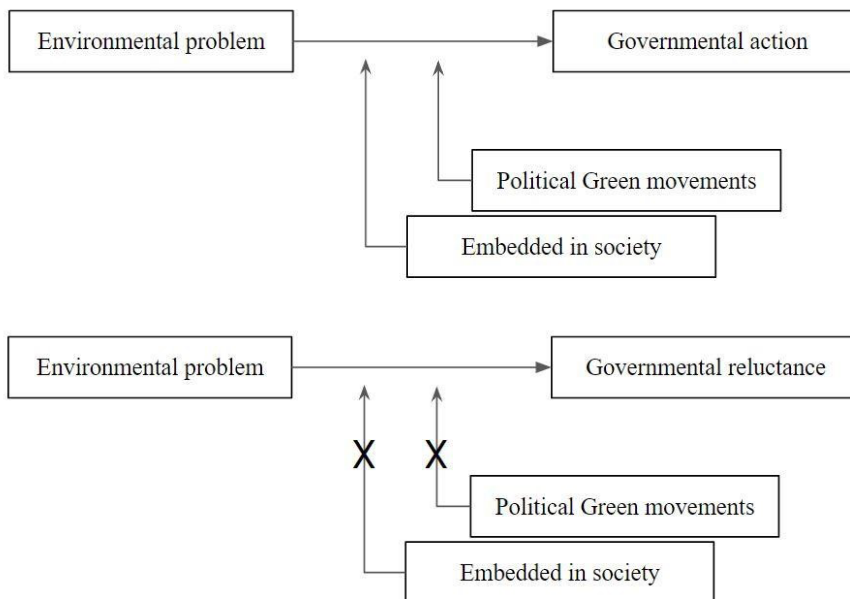 Environmental problem
Governmental action
Political Green movements
Embedded in society
Environmental problem
Governmental reluctance
X X
Political Green movements
Embedded in society